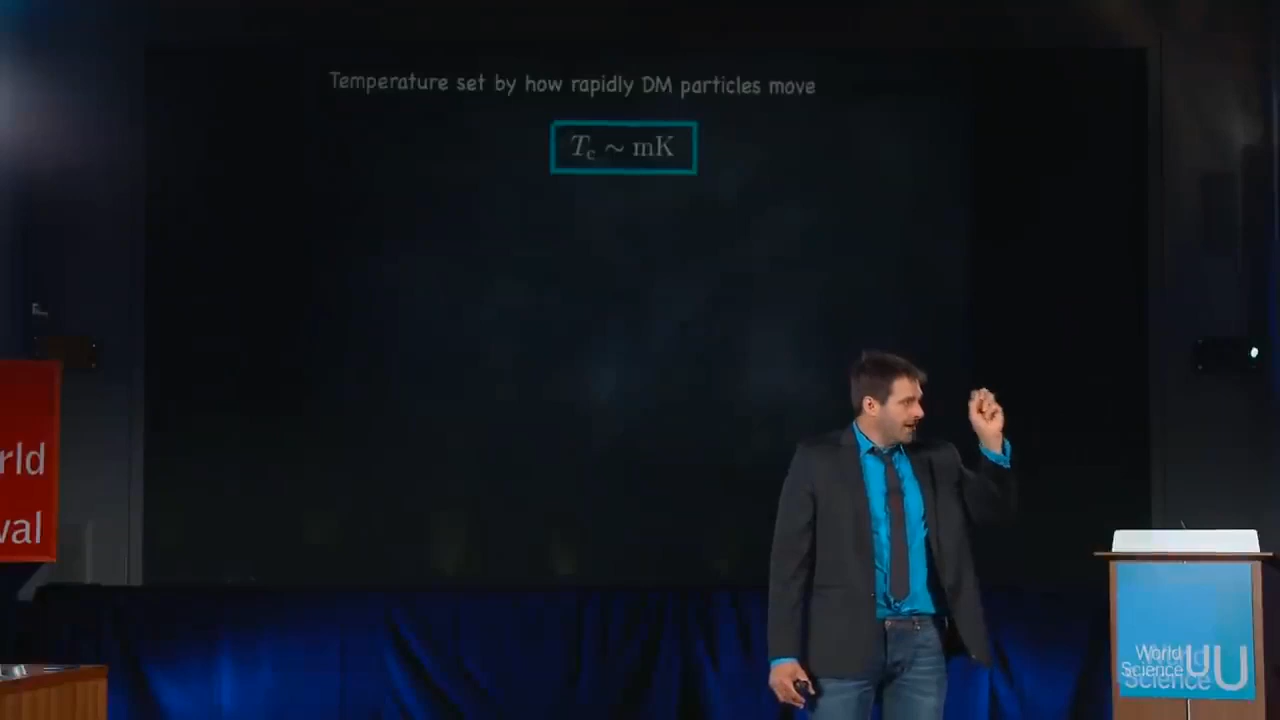 Temperature set by how rapidly DM particles move
T_c ∼ mK
rld
val
World
Science U